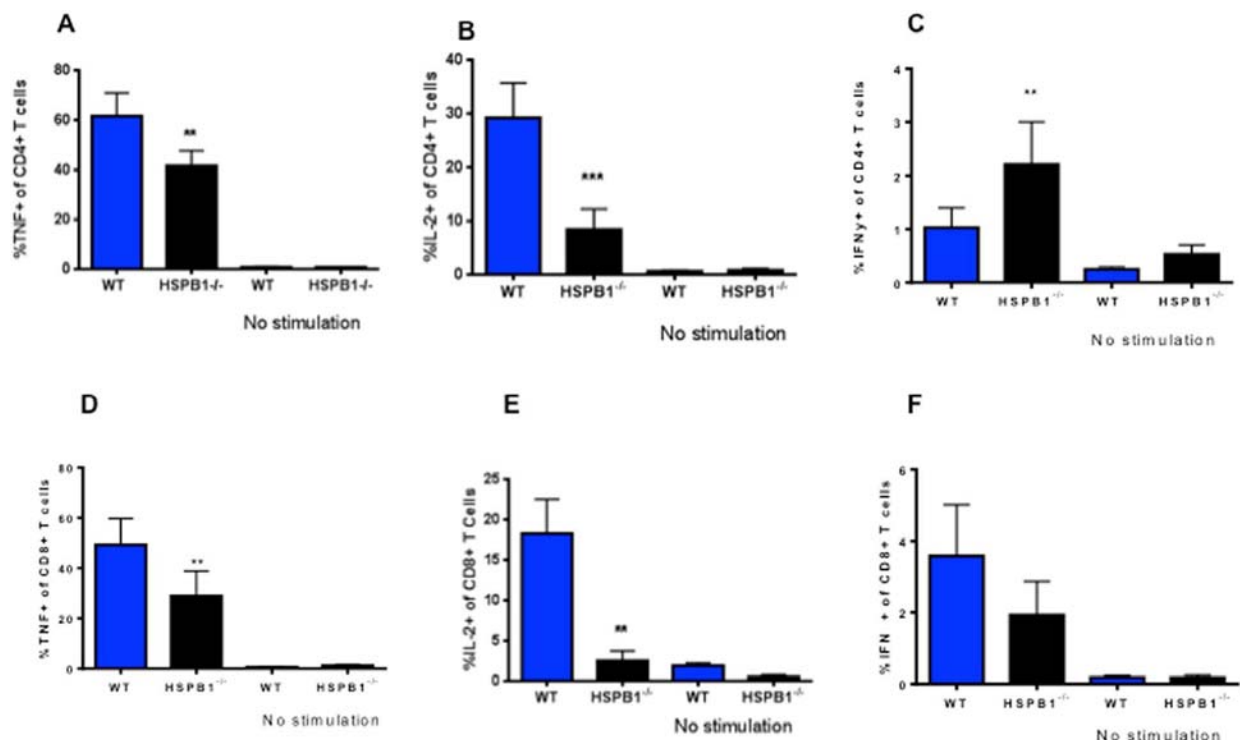 A
%TNF+ of CD4+ T cells
80
60
40
20
0
**
WT HSPB1-/- WT HSPB1-/-
No stimulation
B
%IL-2+ of CD4+ T cells
40
30
20
10
0
***
WT HSPB1-/- WT HSPB1-/-
No stimulation
C
%IFNγ+ of CD4+ T cells
4
3
2
1
0
**
WT HSPB1-/- WT HSPB1-/-
No stimulation
D
%TNF+ of CD8+ T cells
80
60
40
20
0
**
WT HSPB1-/- WT HSPB1-/-
No stimulation
E
%IL-2+ of CD8+ T Cells
25
20
15
10
5
0
**
WT HSPB1-/- WT HSPB1-/-
No stimulation
F
%IFN + of CD8+ T cells
6
4
2
0
WT HSPB1-/- WT HSPB1-/-
No stimulation